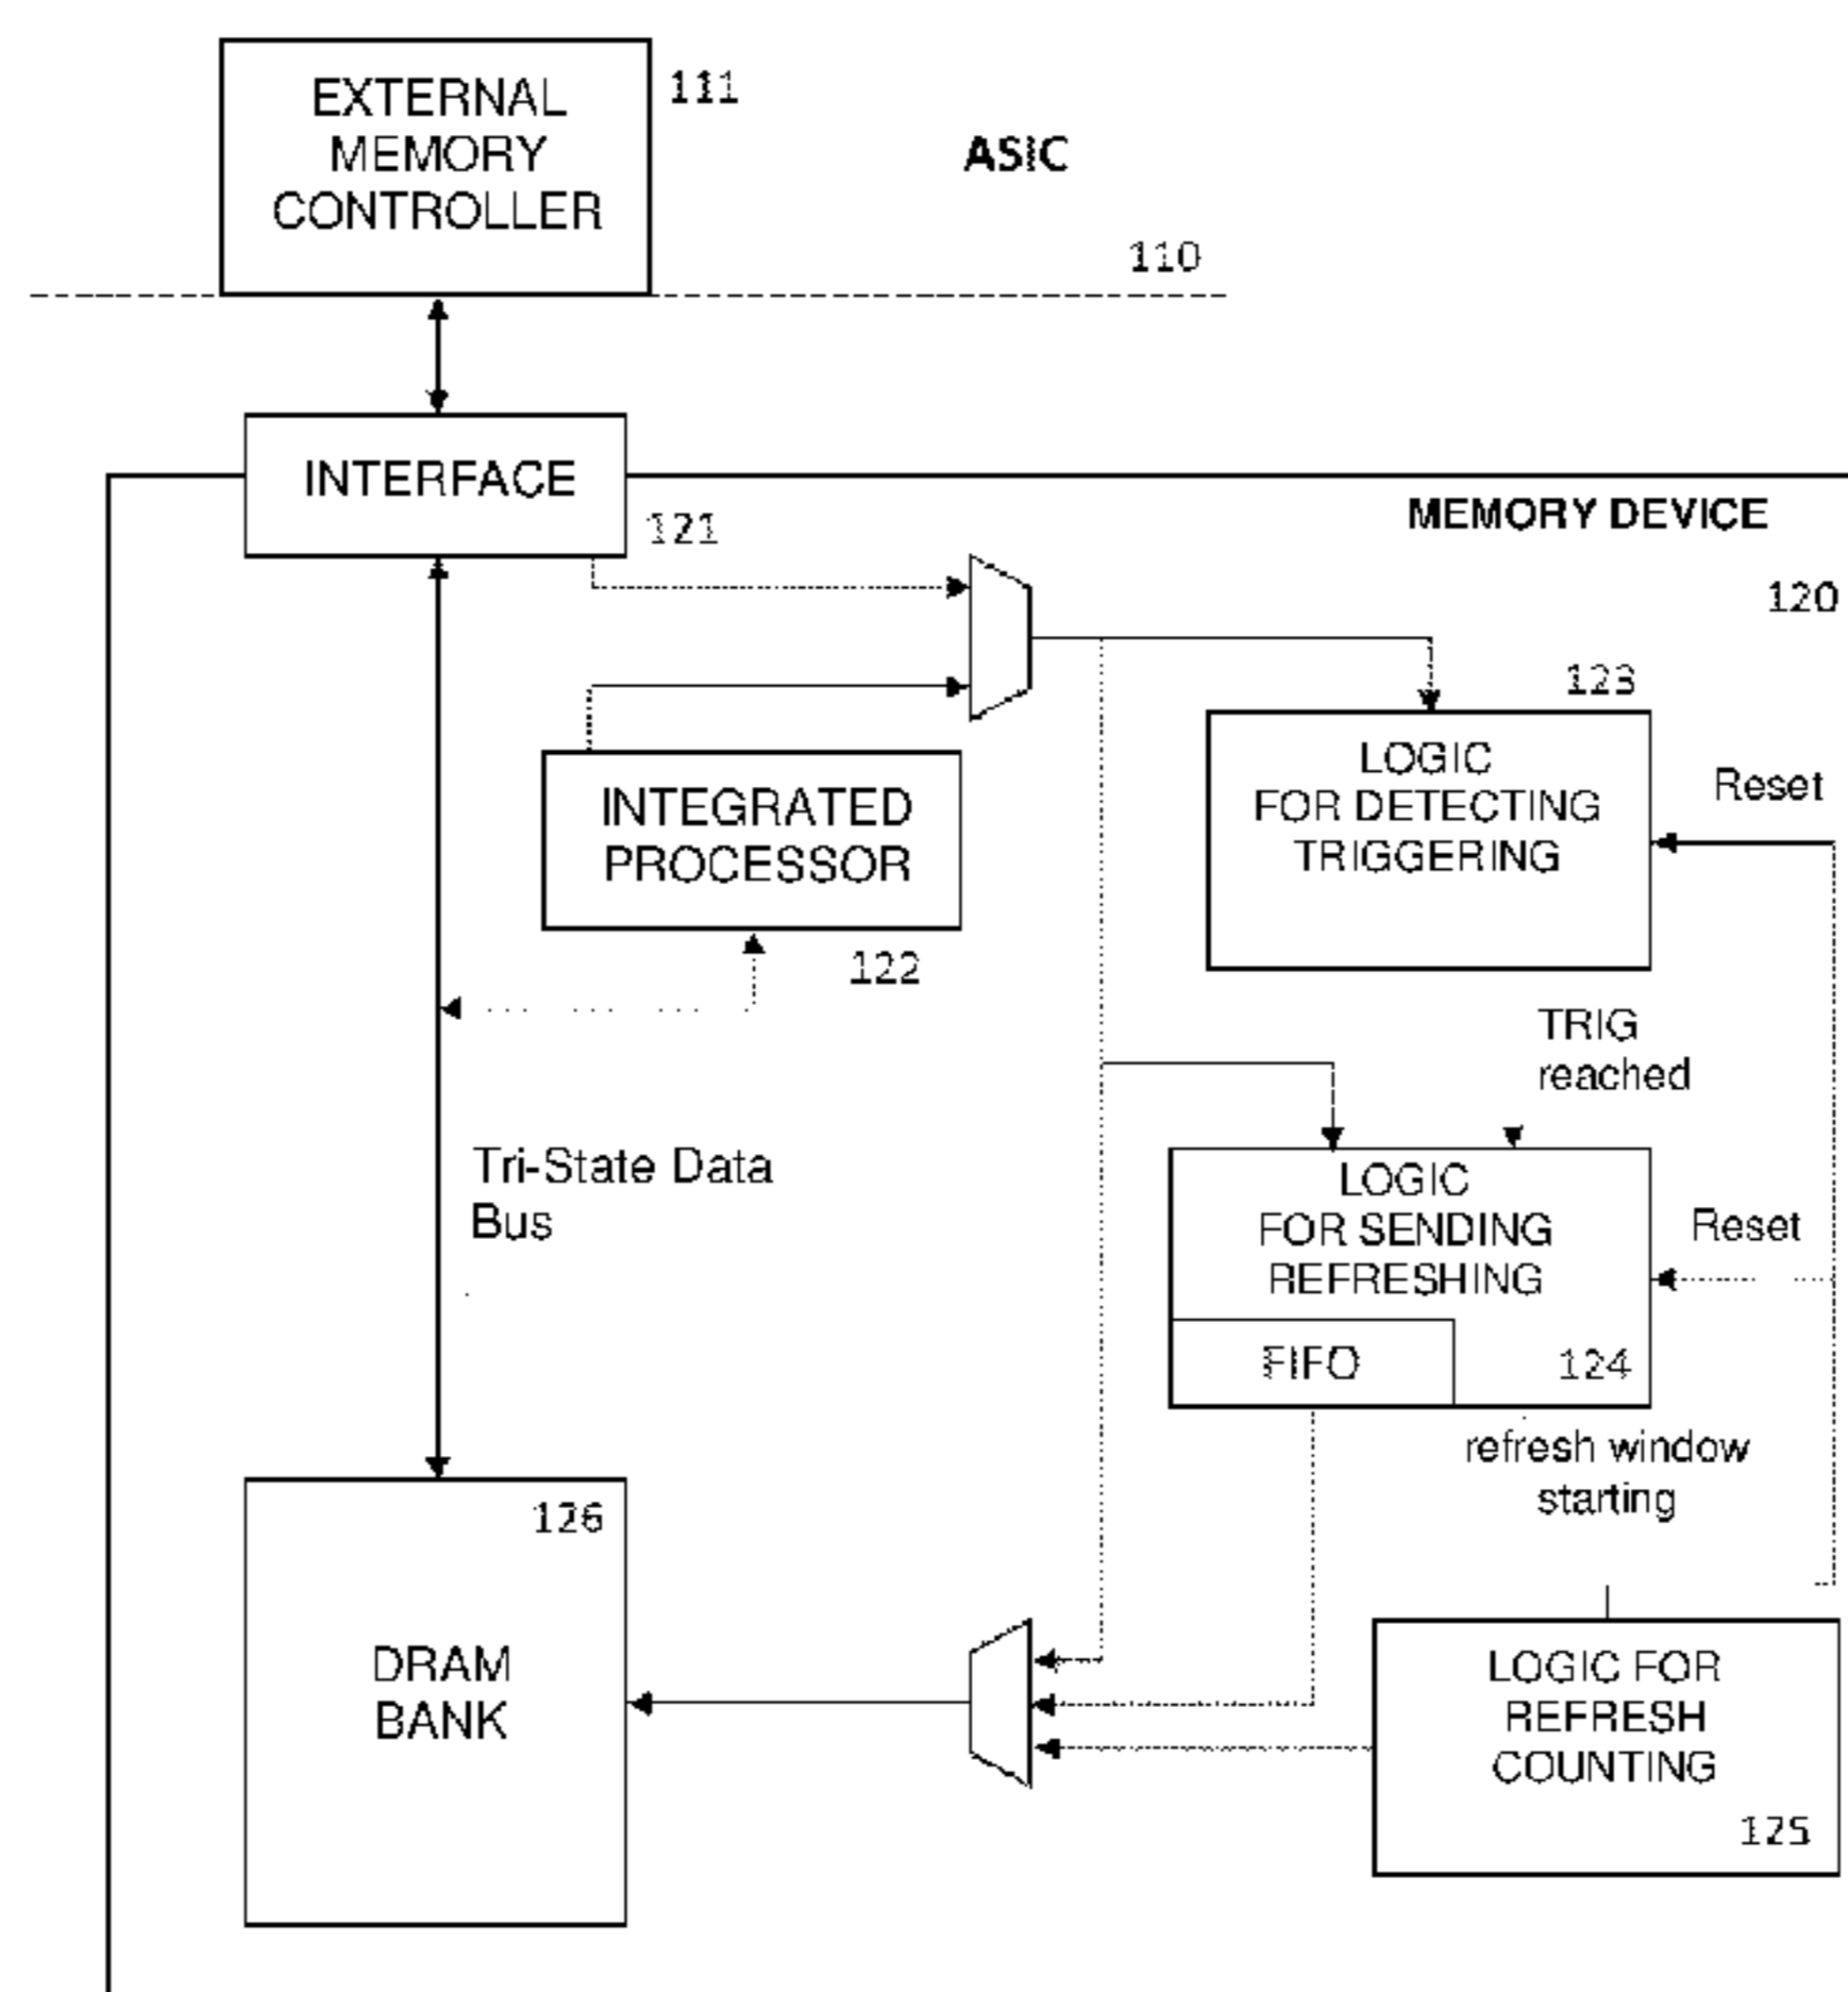 EXTERNAL
MEMORY
CONTROLLER
111
ASIC
110
INTERFACE
121
MEMORY DEVICE
120
123
LOGIC
FOR DETECTING
TRIGGERING
Reset
INTEGRATED
PROCESSOR
122
TRIG
reached
Tri-State Data
Bus
LOGIC
FOR SENDING
REFRESHING
Reset
FIFO
124
refresh window
starting
126
DRAM
BANK
LOGIC FOR
REFRESH
COUNTING
125